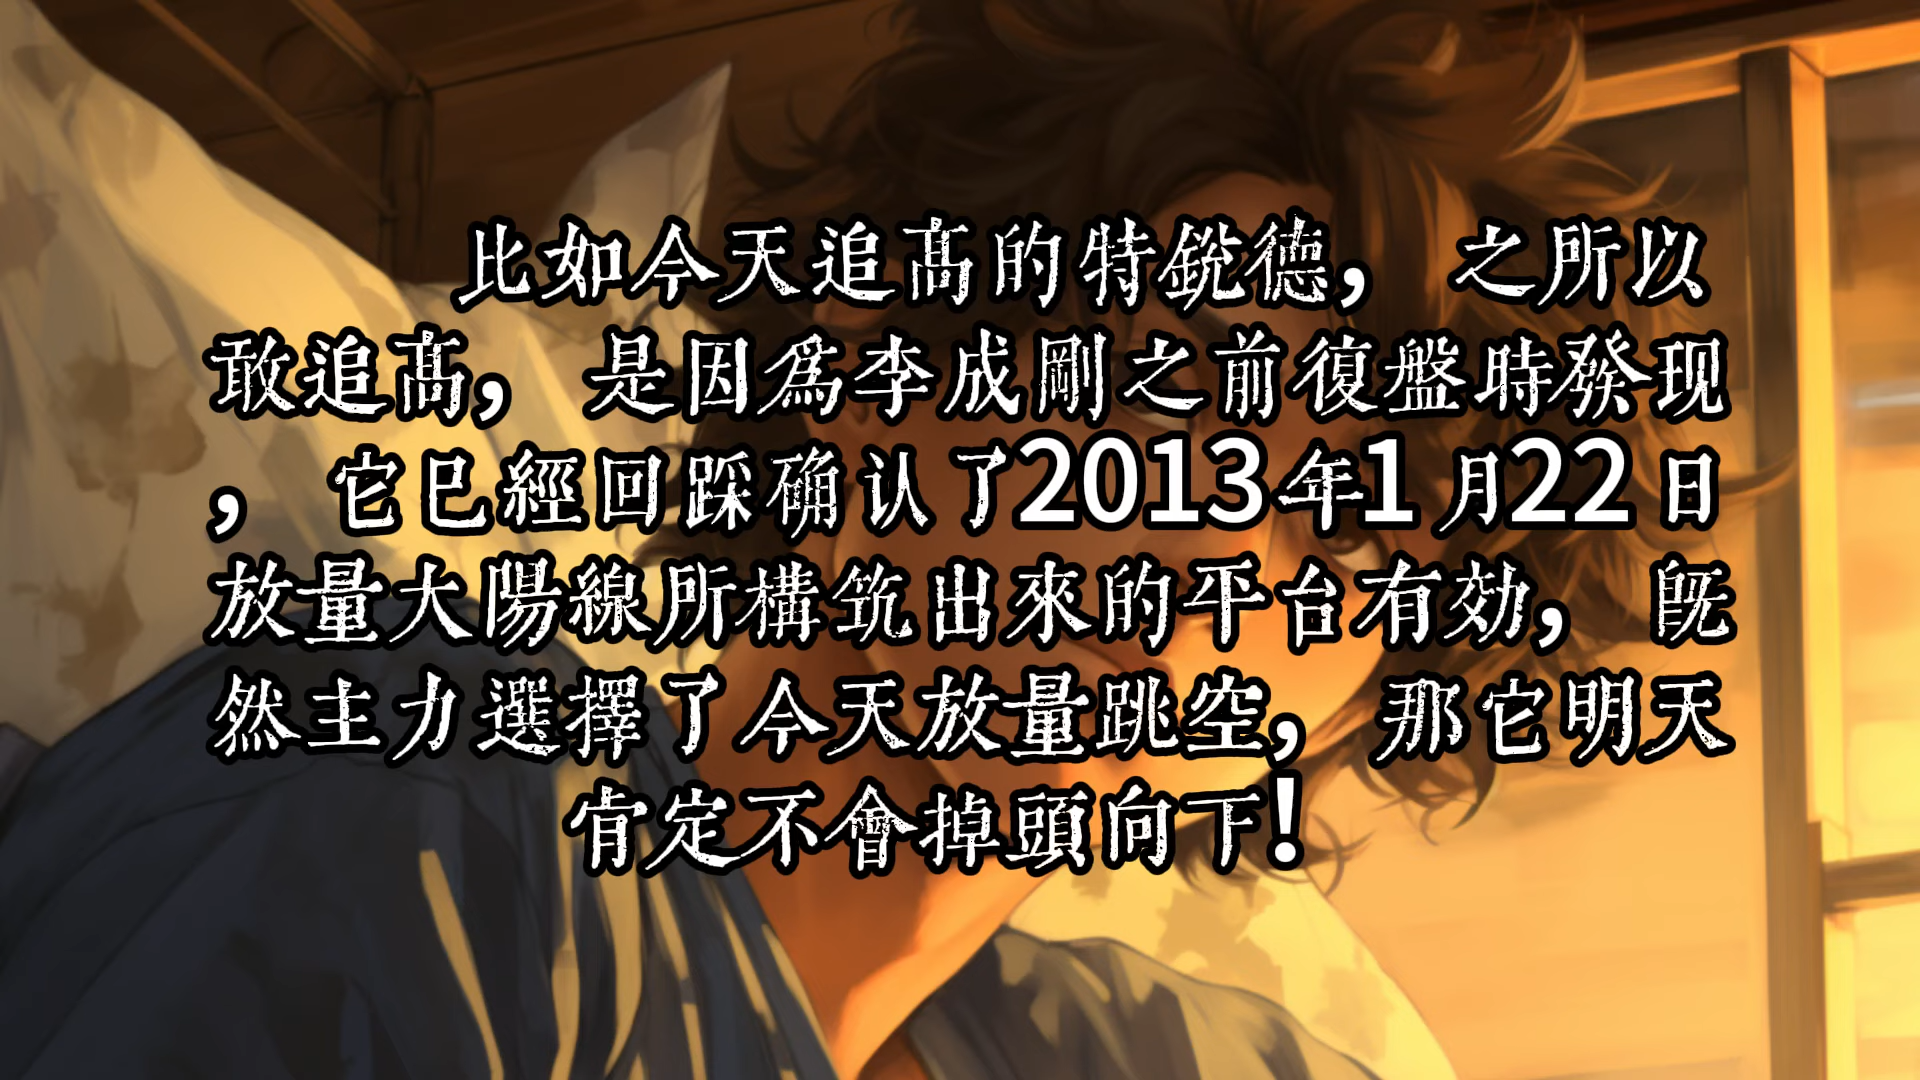 比如今天追髙的特銳德，之所以
敢追髙，是因爲李成剛之前復盤時發现
，它已經回踩确认了2013年1月22日
放量大陽線所構筑出來的平台有効，既
然主力選擇了今天放量跳空，那它明天
肯定不會掉頭向下！